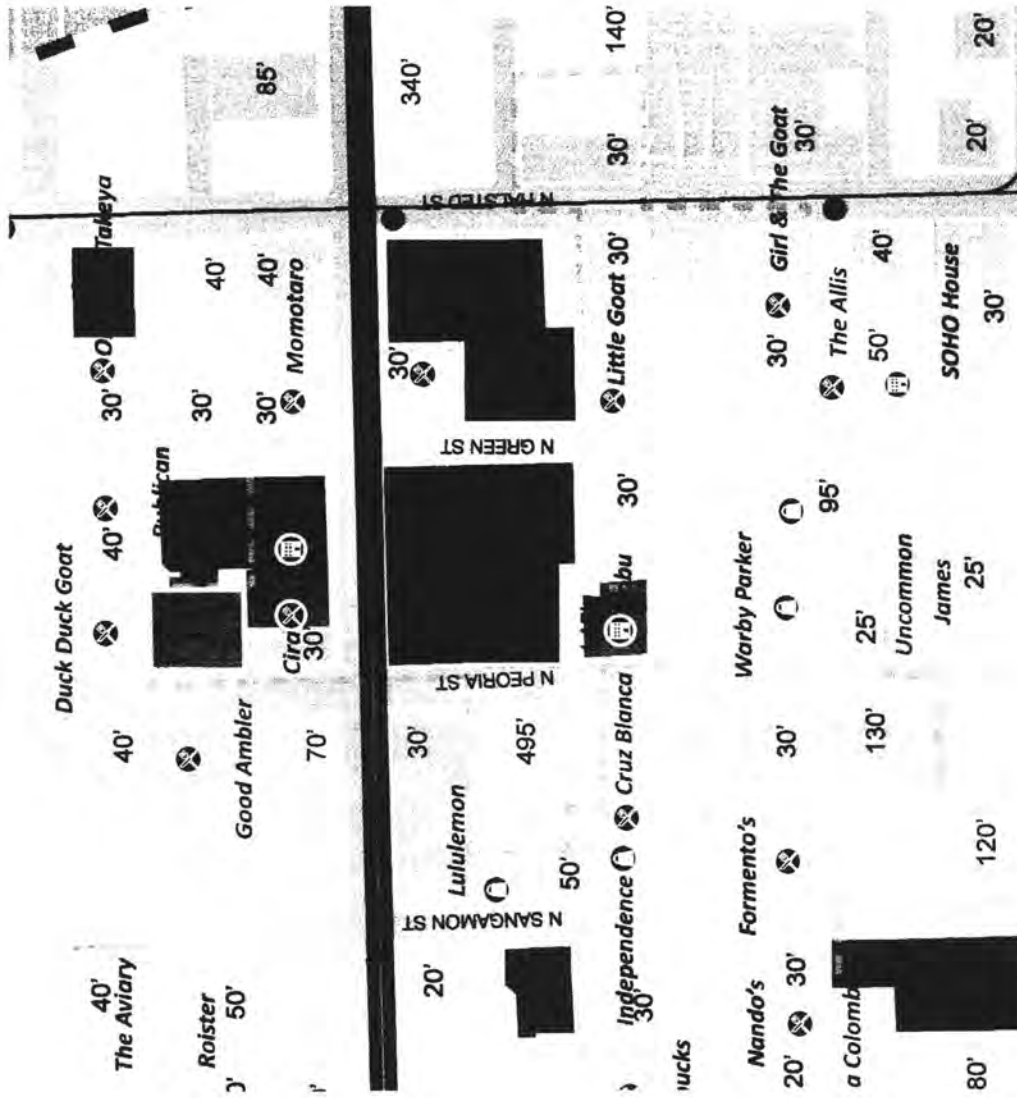 140'
20'
85'
340'
30'
30'
20'
Takeya
N HALSTED ST
Girl & The Goat
40'
40'
30'
40'
Momotaro
Little Goat
The Allis
SOHO House
30'
30'
30'
30'
30'
30'
50'
30'
N GREEN ST
Publican
Duck Duck Goat
40'
30'
95'
Warby Parker
Cira
30'
25'
Uncommon
James
25'
N PEORIA ST
40'
Good Ambler
70'
30'
495'
Cruz Blanca
30'
130'
Lululemon
50'
Formento's
120'
N SANGAMON ST
Independence
40'
The Aviary
Roister
50'
20'
30'
30'
Nando's
20'
80'